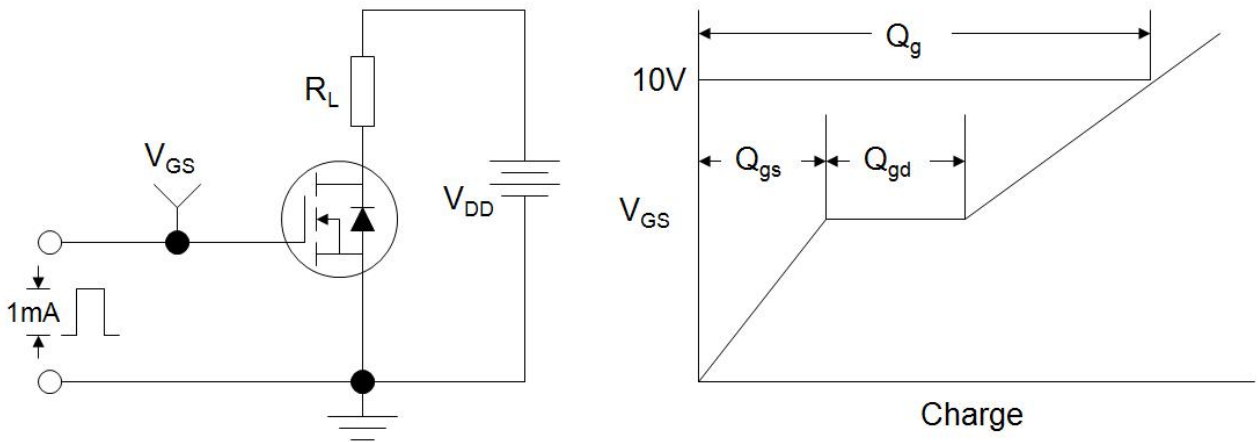 R_L
V_GS
V_DD
1mA
Q_g
10V
Q_gs
Q_gd
V_GS
Charge